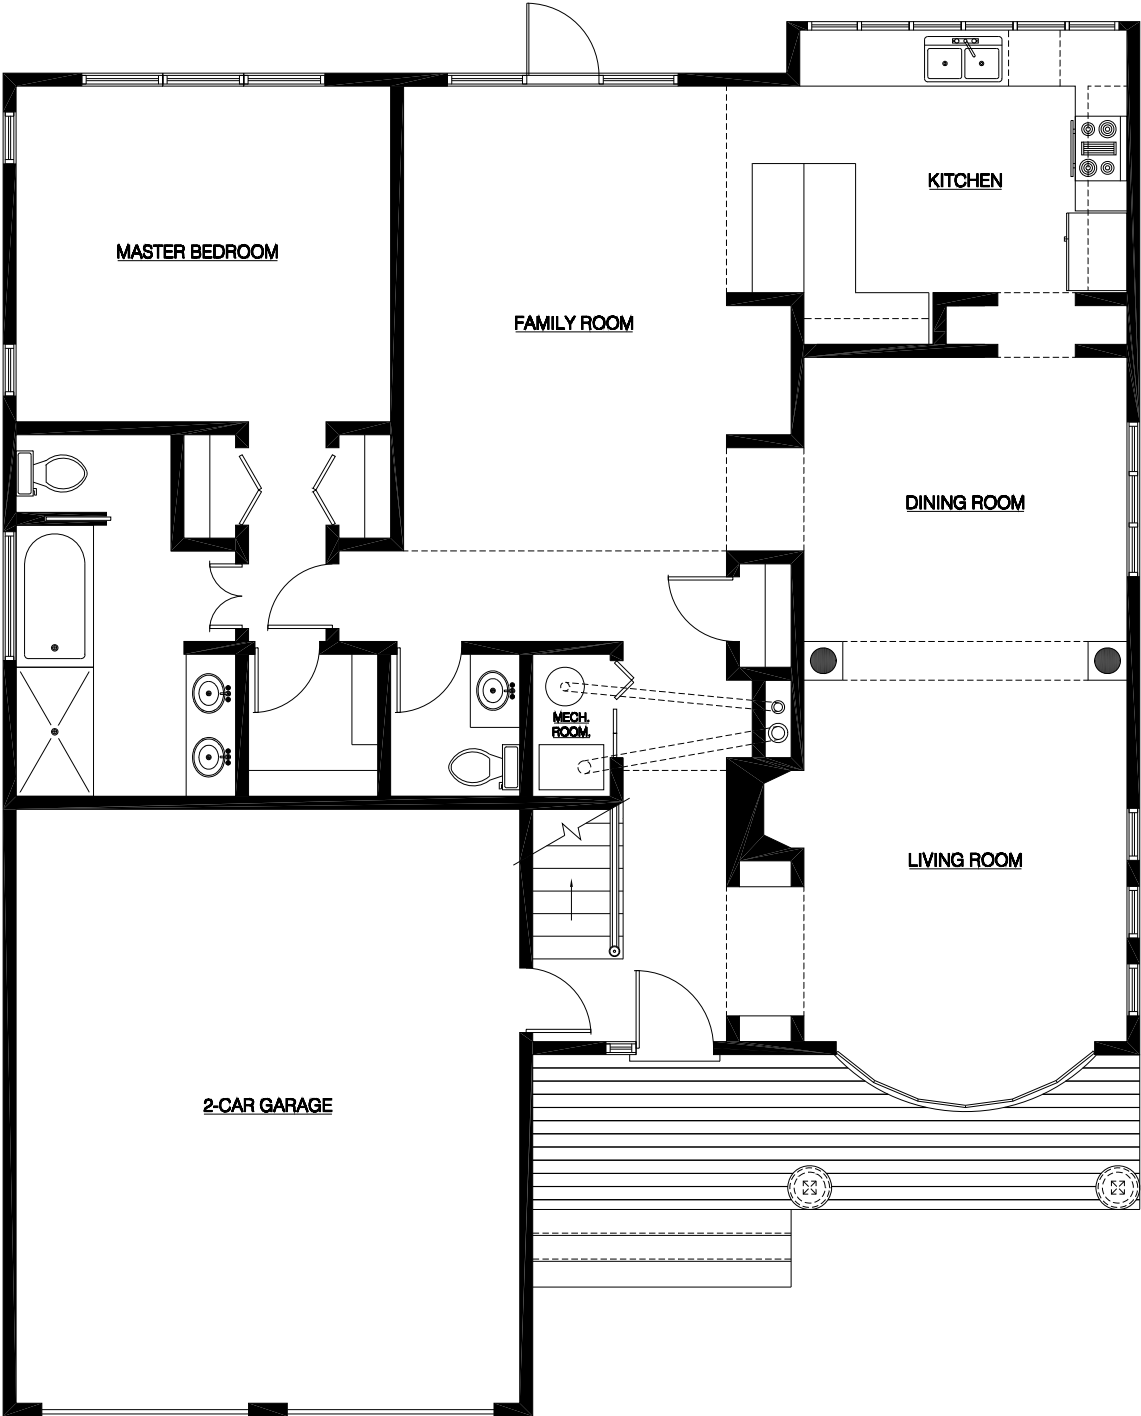 KITCHEN
MASTER BEDROOM
FAMILY ROOM
DINING ROOM
MECH.
ROOM.
LIVING ROOM
2-CAR GARAGE